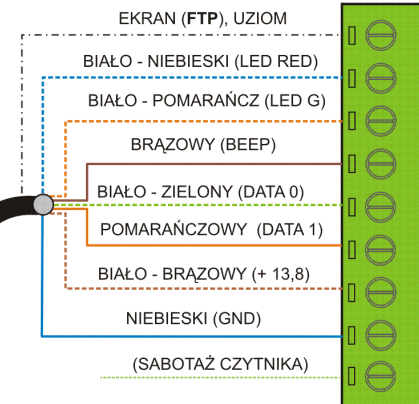 EKRAN (FTP), UZIOM
BIAŁO - NIEBIESKI (LED RED)
BIAŁO - POMARAŃCZ (LED G)
BRĄZOWY (BEEP)
BIAŁO - ZIELONY (DATA 0)
POMARAŃCZOWY (DATA 1)
BIAŁO - BRĄZOWY (+ 13,8)
NIEBIESKI (GND)
(SABOTAŻ CZYTNIKA)